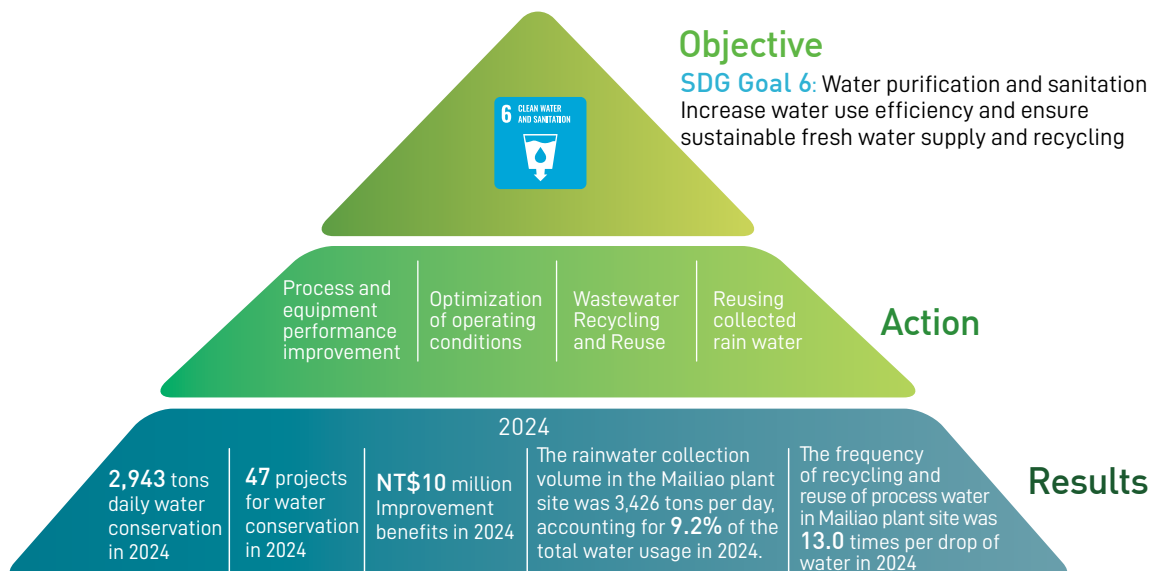 Objective
SDG Goal 6: Water purification and sanitation
Increase water use efficiency and ensure
sustainable fresh water supply and recycling
6 CLEAN WATER
AND SANITATION
Action
Process and
equipment
performance
improvement
Optimization
of operating
conditions
Wastewater
Recycling
and Reuse
Reusing
collected
rain water
Results
2024
2,943 tons
daily water
conservation
in 2024
47 projects
for water
conservation
in 2024
NT$10 million
Improvement
benefits in 2024
The rainwater collection
volume in the Mailiao plant
site was 3,426 tons per day,
accounting for 9.2% of the
total water usage in 2024.
The frequency
of recycling and
reuse of process water
in Mailiao plant site was
13.0 times per drop of
water in 2024